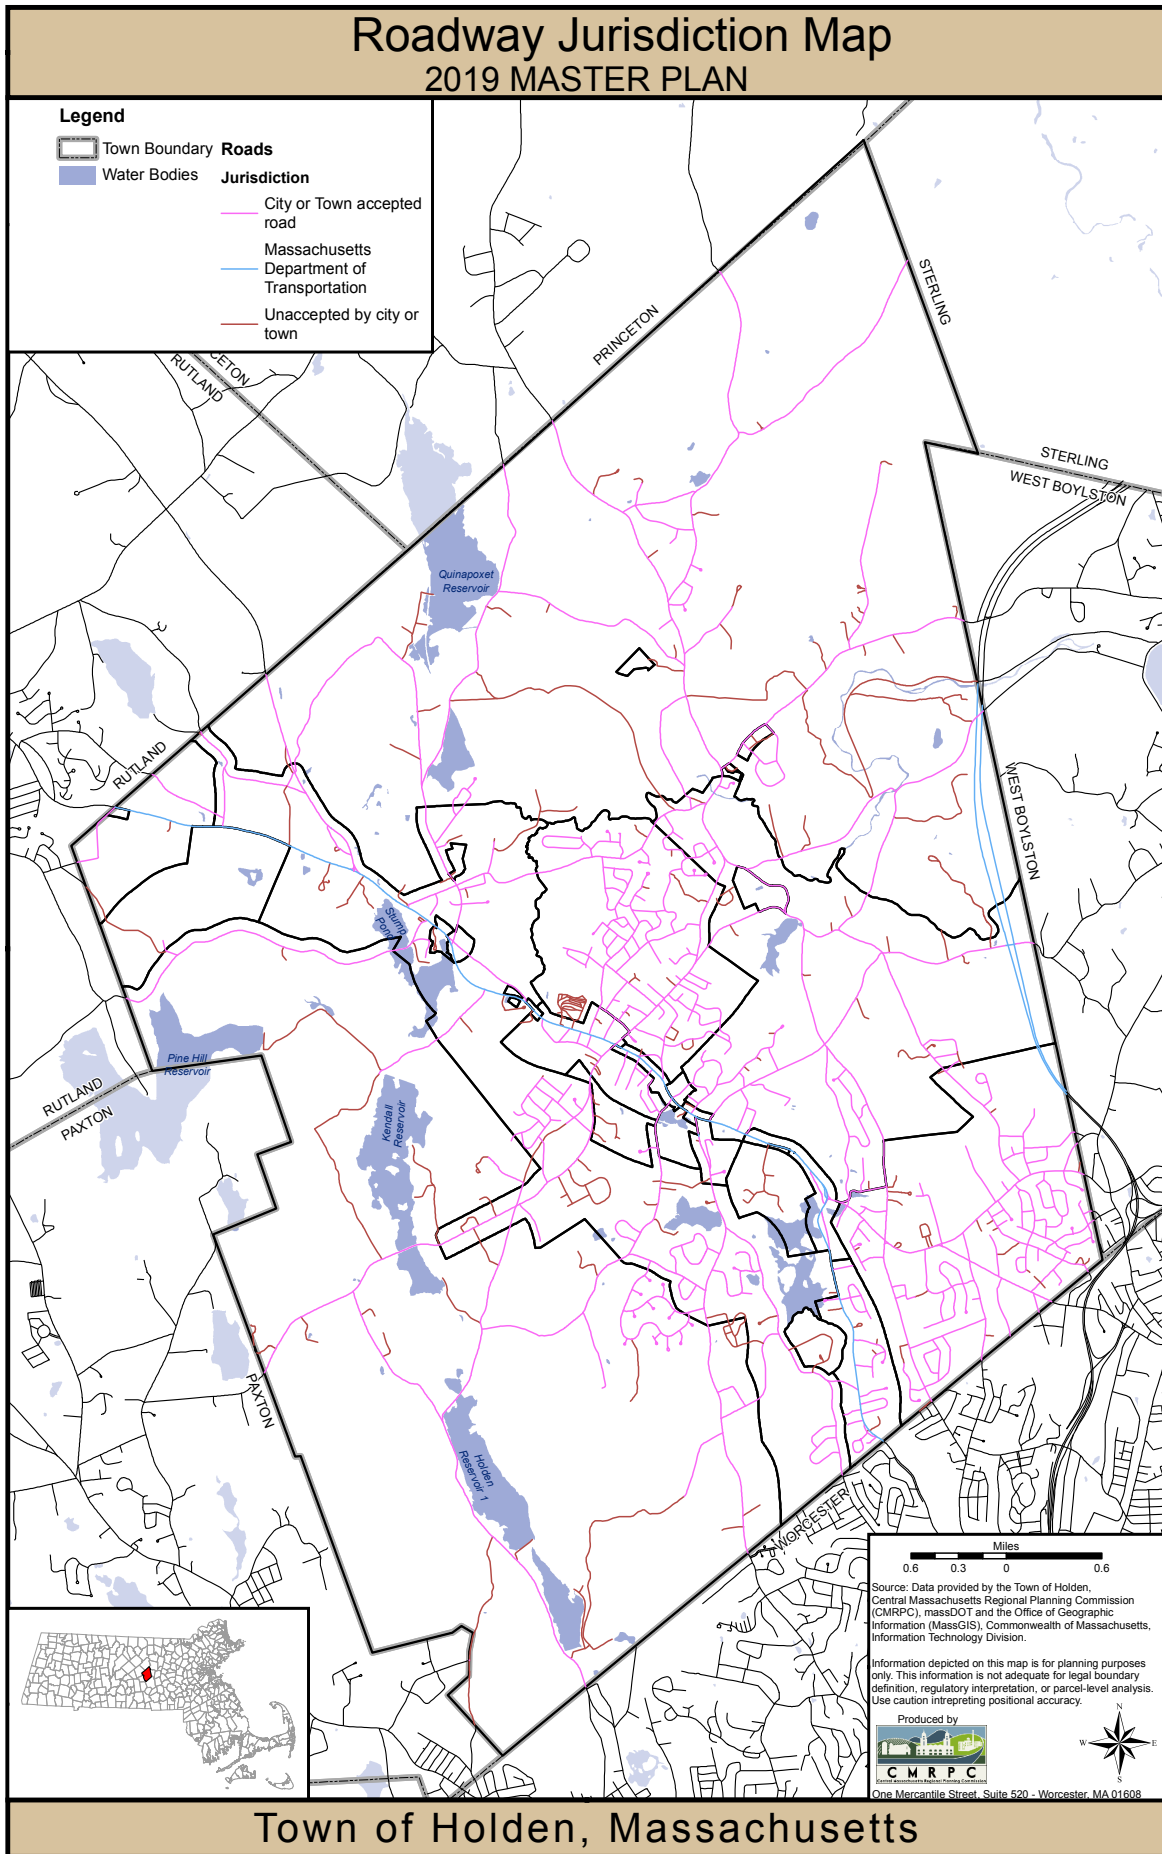 Roadway Jurisdiction Map
2019 MASTER PLAN
Legend
Town Boundary
Water Bodies
Roads
Jurisdiction
City or Town accepted
road
Massachusetts
Department of
Transportation
Unaccepted by city or
town
CETON
RUTLAND
PRINCETON
STERLING
STERLING
WEST BOYLSTON
Quinapoxet
Reservoir
RUTLAND
WEST BOYLSTON
Stump
Pond
Pine Hill
Reservoir
RUTLAND
PAXTON
Kendall
Reservoir
PAXTON
Holden
Reservoir 1
WORCESTER
Miles
0.6 0.3 0 0.6
Source: Data provided by the Town of Holden,
Central Massachusetts Regional Planning Commission
(CMRPC), massDOT and the Office of Geographic
Information (MassGIS), Commonwealth of Massachusetts,
Information Technology Division.
Information depicted on this map is for planning purposes
only. This information is not adequate for legal boundary
definition, regulatory interpretation, or parcel-level analysis.
Use caution intrepreting positional accuracy.
Produced by
CMRPC
Central Massachusetts Regional Planning Commission
N
W E
S
One Mercantile Street, Suite 520 - Worcester, MA 01608
Town of Holden, Massachusetts